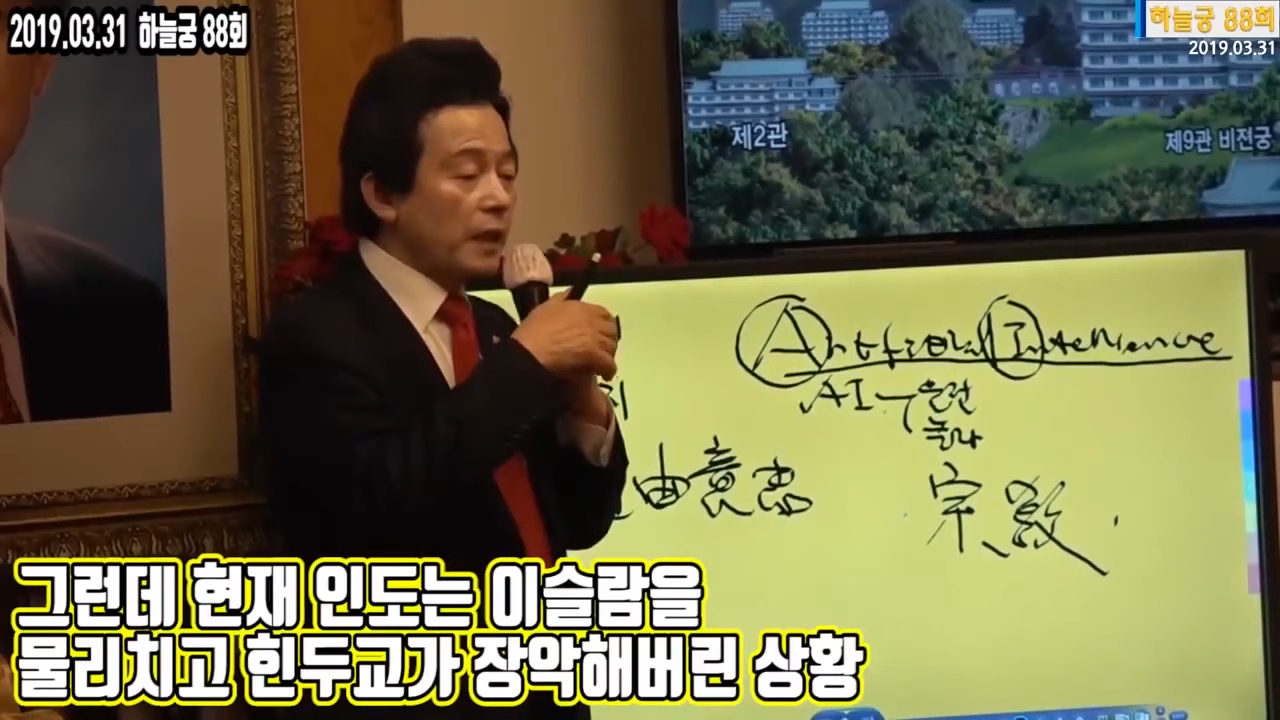 2019.03.31 하늘궁 88회
하늘궁 88회
2019.03.31
제2관
제9관 비전궁
AI
由意志
宗敎
그런데 현재 인도는 이슬람을
물리치고 힌두교가 장악해버린 상황